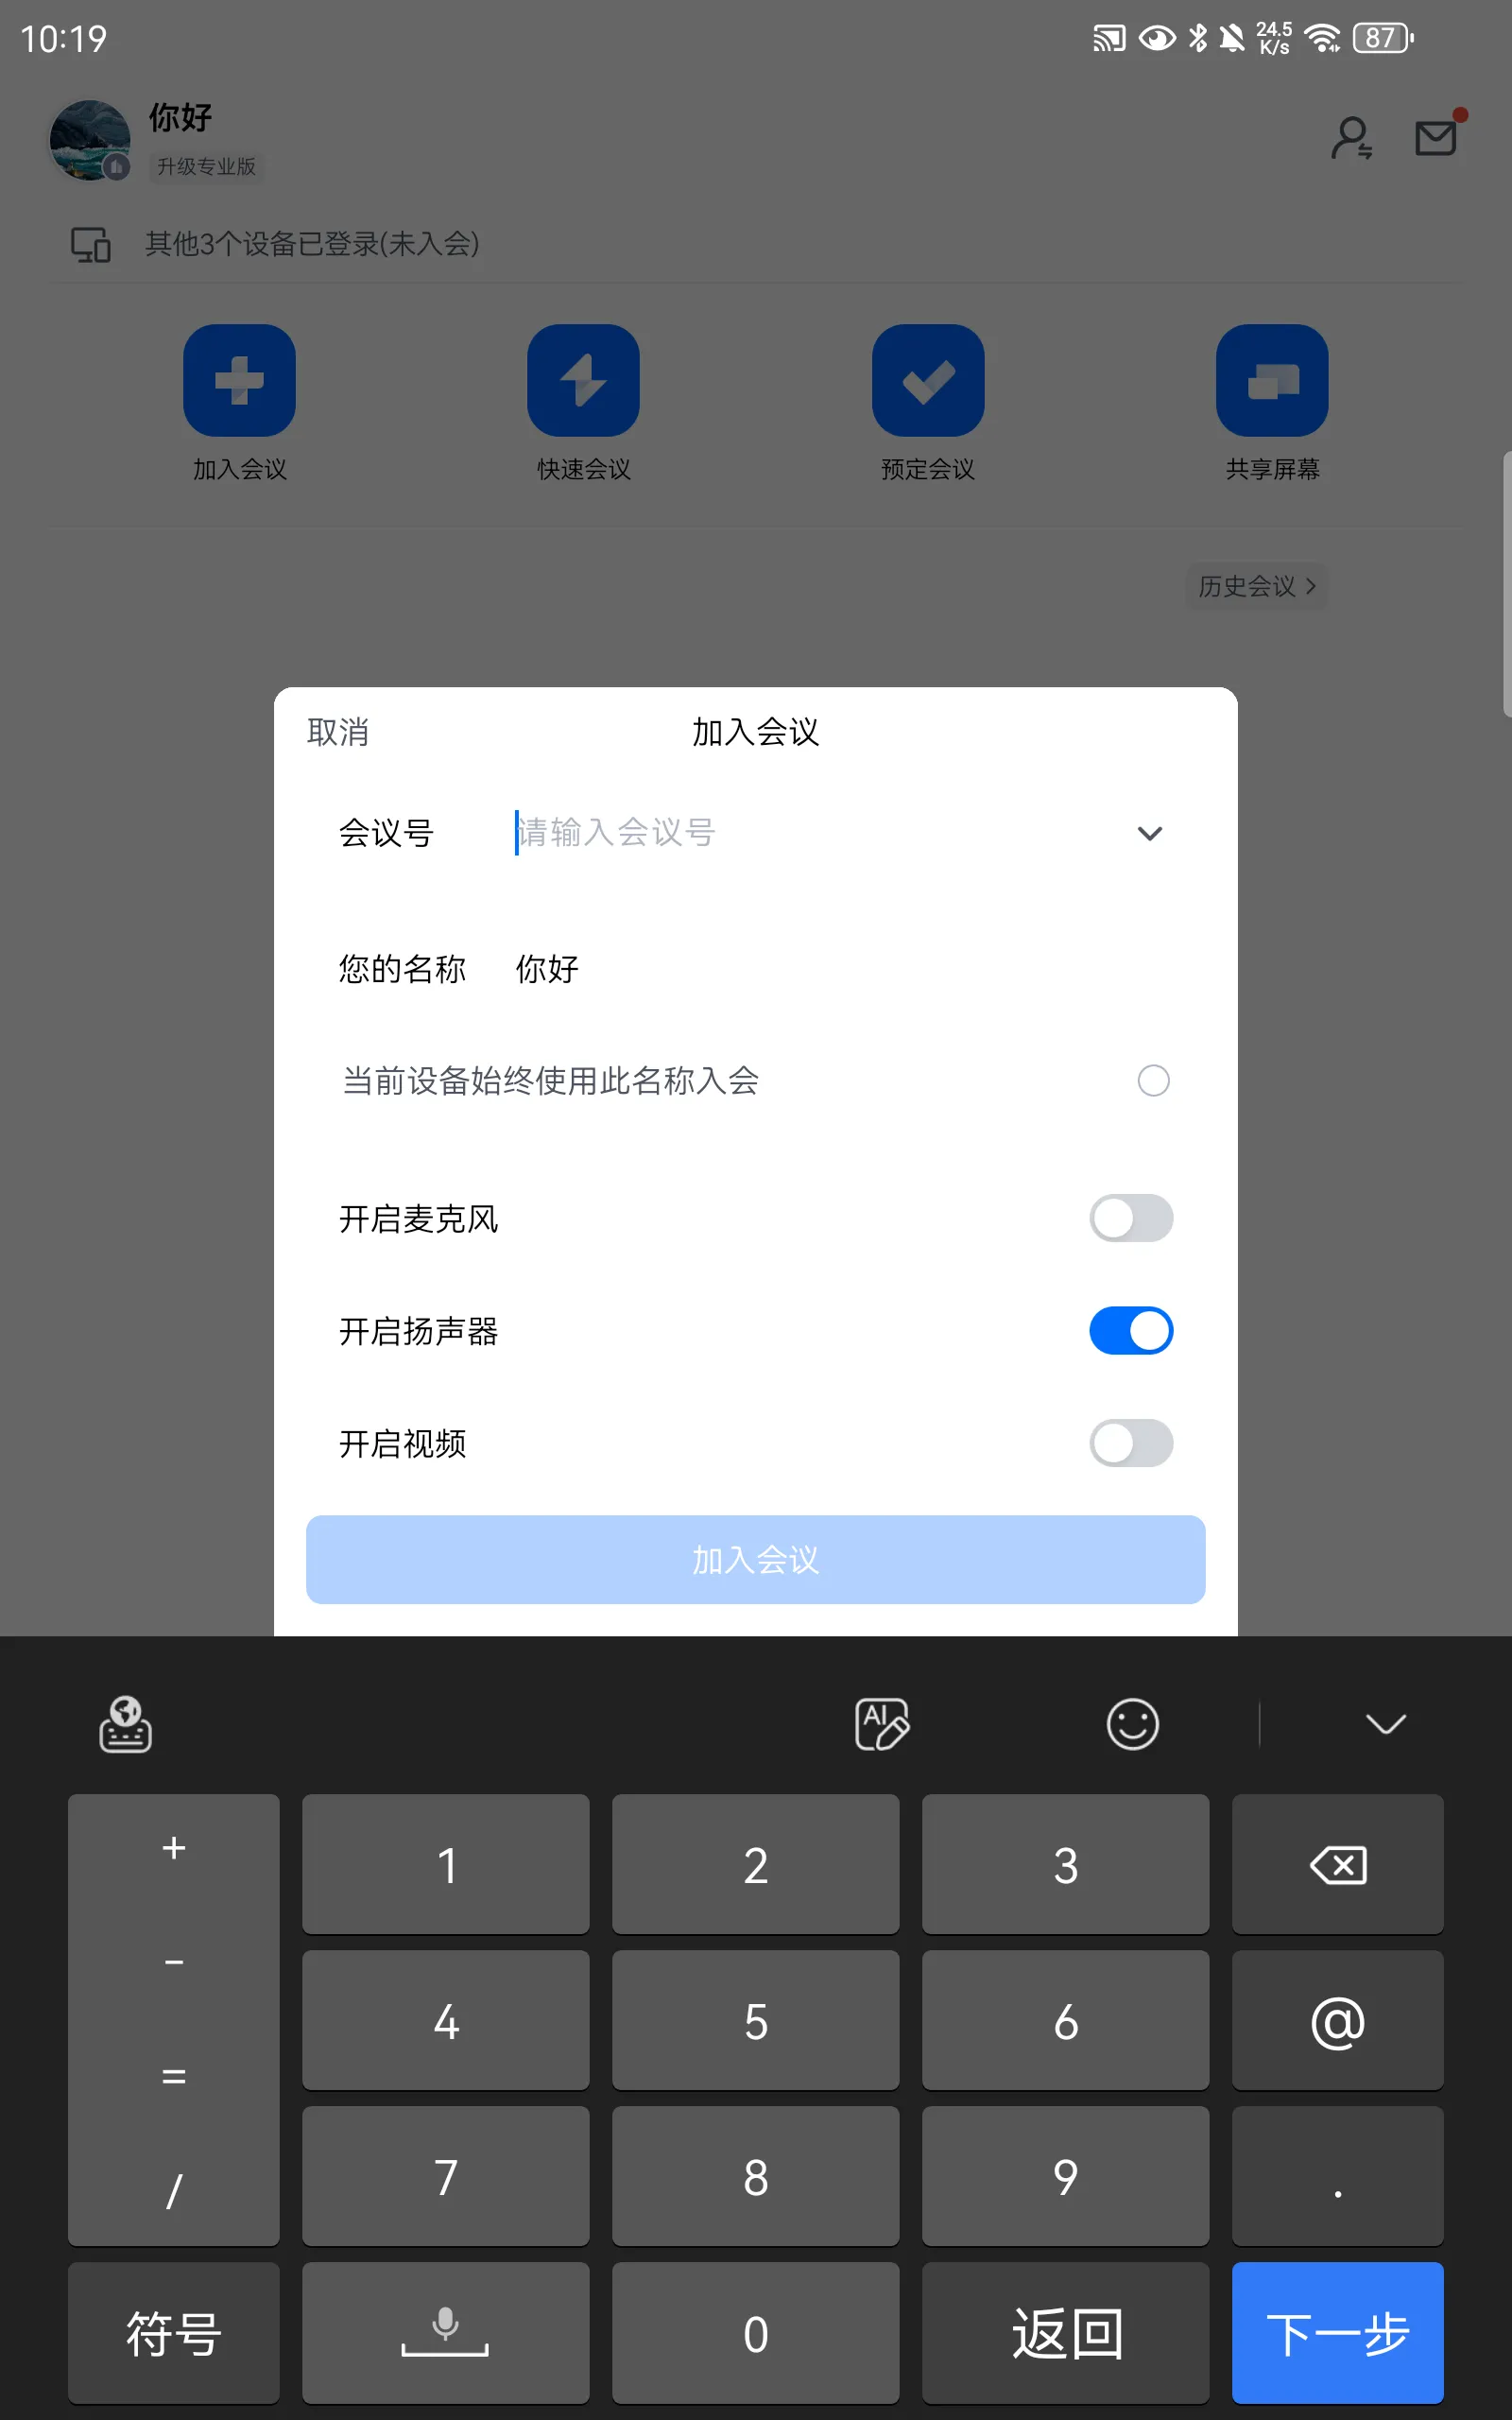 10:19
24.5
K/s
87
你好
升级专业版
其他3个设备已登录(未入会)
加入会议
快速会议
预定会议
共享屏幕
历史会议
取消
加入会议
会议号
请输入会议号
您的名称
你好
当前设备始终使用此名称入会
开启麦克风
开启扬声器
开启视频
加入会议
AI
+
1
2
3
-
4
5
6
@
=
7
8
9
.
/
符号
0
返回
下一步